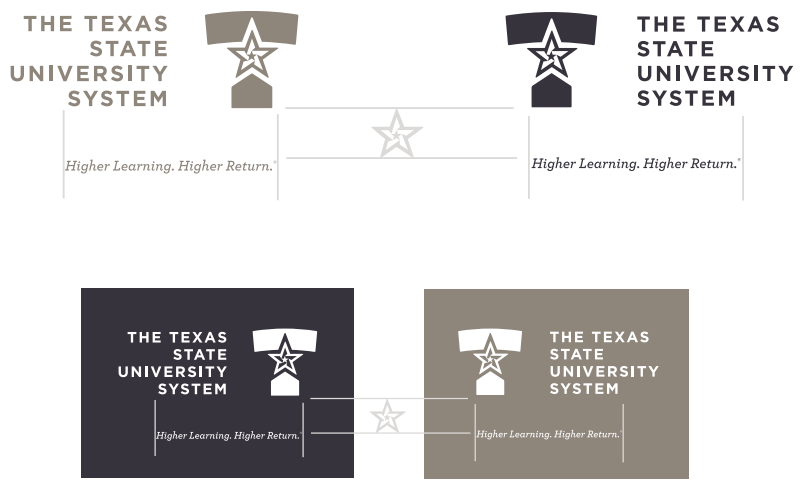 THE TEXAS
STATE
UNIVERSITY
SYSTEM
Higher Learning. Higher Return.®
THE TEXAS
STATE
UNIVERSITY
SYSTEM
Higher Learning. Higher Return.®
THE TEXAS
STATE
UNIVERSITY
SYSTEM
Higher Learning. Higher Return.®
THE TEXAS
STATE
UNIVERSITY
SYSTEM
Higher Learning. Higher Return.®